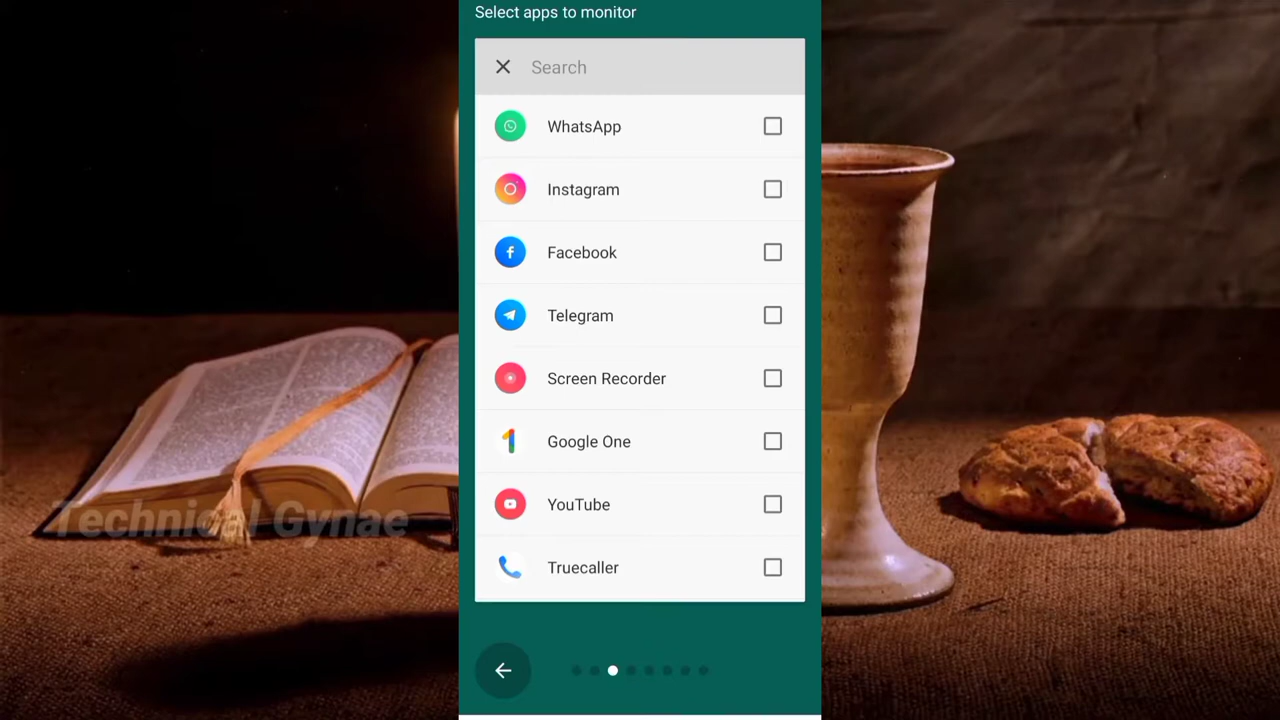 Select apps to monitor
Search
WhatsApp
Instagram
Facebook
Telegram
Screen Recorder
Google One
YouTube
Truecaller
Technical Gynae